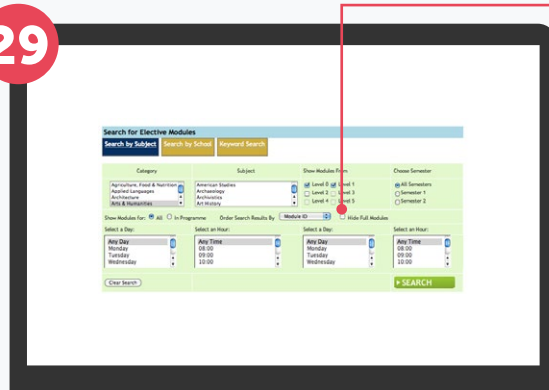 29
Search for Elective Modules
Search by Subject Search by School Keyword Search
Category Subject Show Modules From Choose Semester
Agriculture, Food & Nutrition American Studies Level 0 Level 1 All Semesters
Applied Languages Archaeology Level 2 Level 3 Semester 1
Architecture Archivistics Level 4 Level 5 Semester 2
Arts & Humanities Art History
Show Modules for: All In Programme Order Search Results By Module ID Hide Full Modules
Select a Day: Select an Hour: Select a Day: Select an Hour:
Any Day Any Time Any Day Any Time
Monday 08:00 Monday 08:00
Tuesday 09:00 Tuesday 09:00
Wednesday 10:00 Wednesday 10:00
Clear Search SEARCH